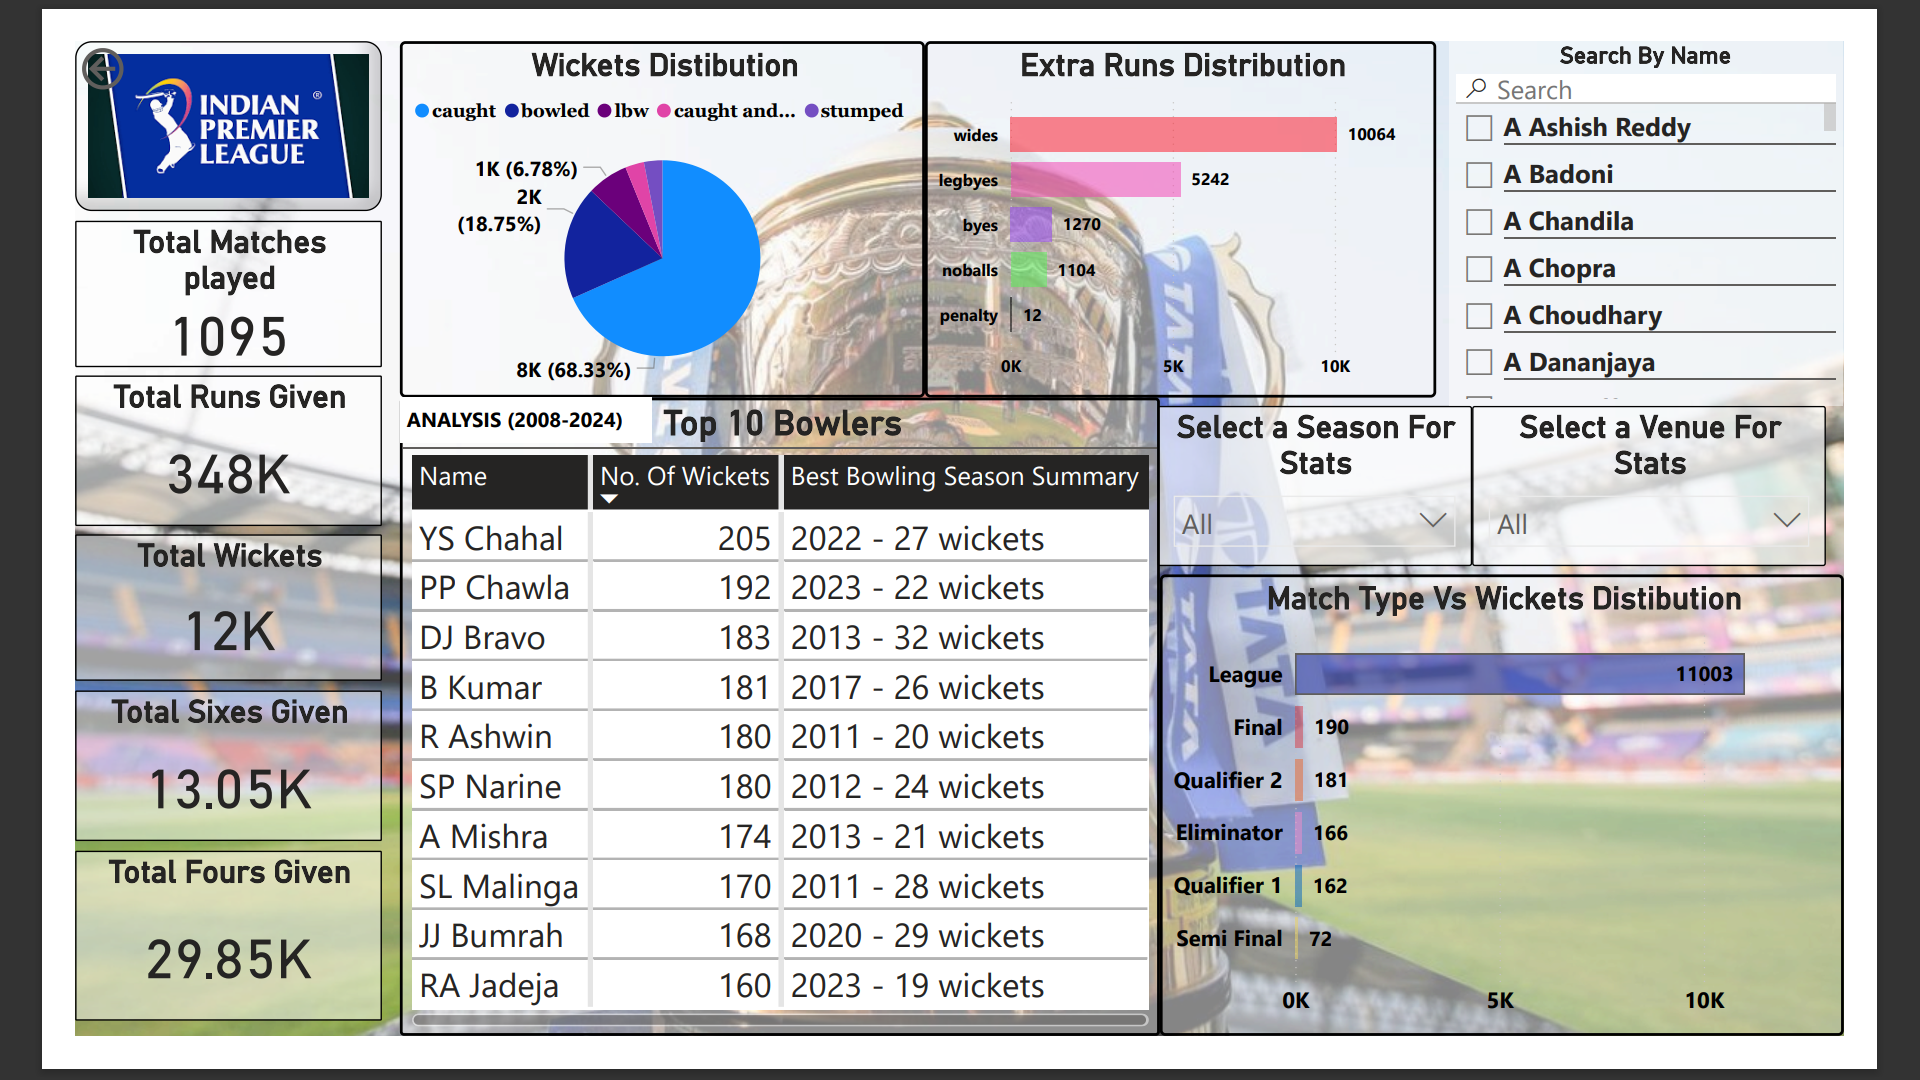 INDIAN
PREMIER
LEAGUE
®
Total Matches
played
1095
Total Runs Given
348K
Total Wickets
12K
Total Sixes Given
13.05K
Total Fours Given
29.85K
Wickets Distibution
caught bowled lbw caught and... stumped
1K (6.78%)
2K
(18.75%)
8K (68.33%)
Extra Runs Distribution
wides 10064
legbyes 5242
byes 1270
noballs 1104
penalty 12
0K 5K 10K
Search By Name
Search
A Ashish Reddy
A Badoni
A Chandila
A Chopra
A Choudhary
A Dananjaya
ANALYSIS (2008-2024)
Top 10 Bowlers
Name No. Of Wickets Best Bowling Season Summary
YS Chahal 205 2022 - 27 wickets
PP Chawla 192 2023 - 22 wickets
DJ Bravo 183 2013 - 32 wickets
B Kumar 181 2017 - 26 wickets
R Ashwin 180 2011 - 20 wickets
SP Narine 180 2012 - 24 wickets
A Mishra 174 2013 - 21 wickets
SL Malinga 170 2011 - 28 wickets
JJ Bumrah 168 2020 - 29 wickets
RA Jadeja 160 2023 - 19 wickets
Select a Season For
Stats
All
Select a Venue For
Stats
All
Match Type Vs Wickets Distibution
League 11003
Final 190
Qualifier 2 181
Eliminator 166
Qualifier 1 162
Semi Final 72
0K 5K 10K
TATA
TATA
TATA